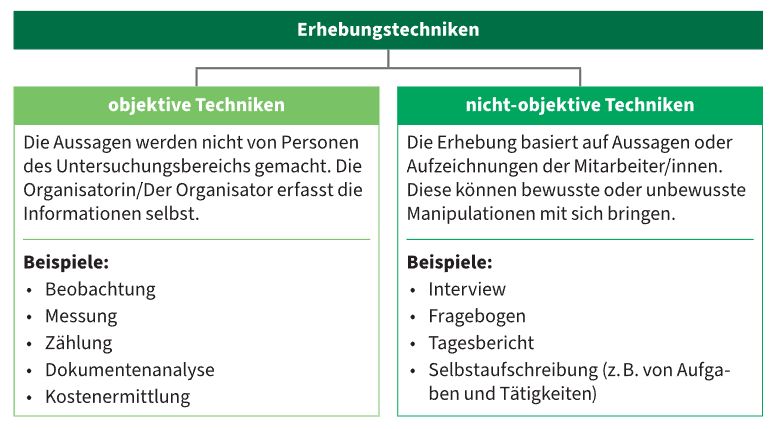 Erhebungstechniken
objektive Techniken
Die Aussagen werden nicht von Personen
des Untersuchungsbereichs gemacht. Die
Organisatorin/Der Organisator erfasst die
Informationen selbst.
Beispiele:
• Beobachtung
• Messung
• Zählung
• Dokumentenanalyse
• Kostenermittlung
nicht-objektive Techniken
Die Erhebung basiert auf Aussagen oder
Aufzeichnungen der Mitarbeiter/innen.
Diese können bewusste oder unbewusste
Manipulationen mit sich bringen.
Beispiele:
• Interview
• Fragebogen
• Tagesbericht
• Selbstaufschreibung (z. B. von Aufga-
ben und Tätigkeiten)